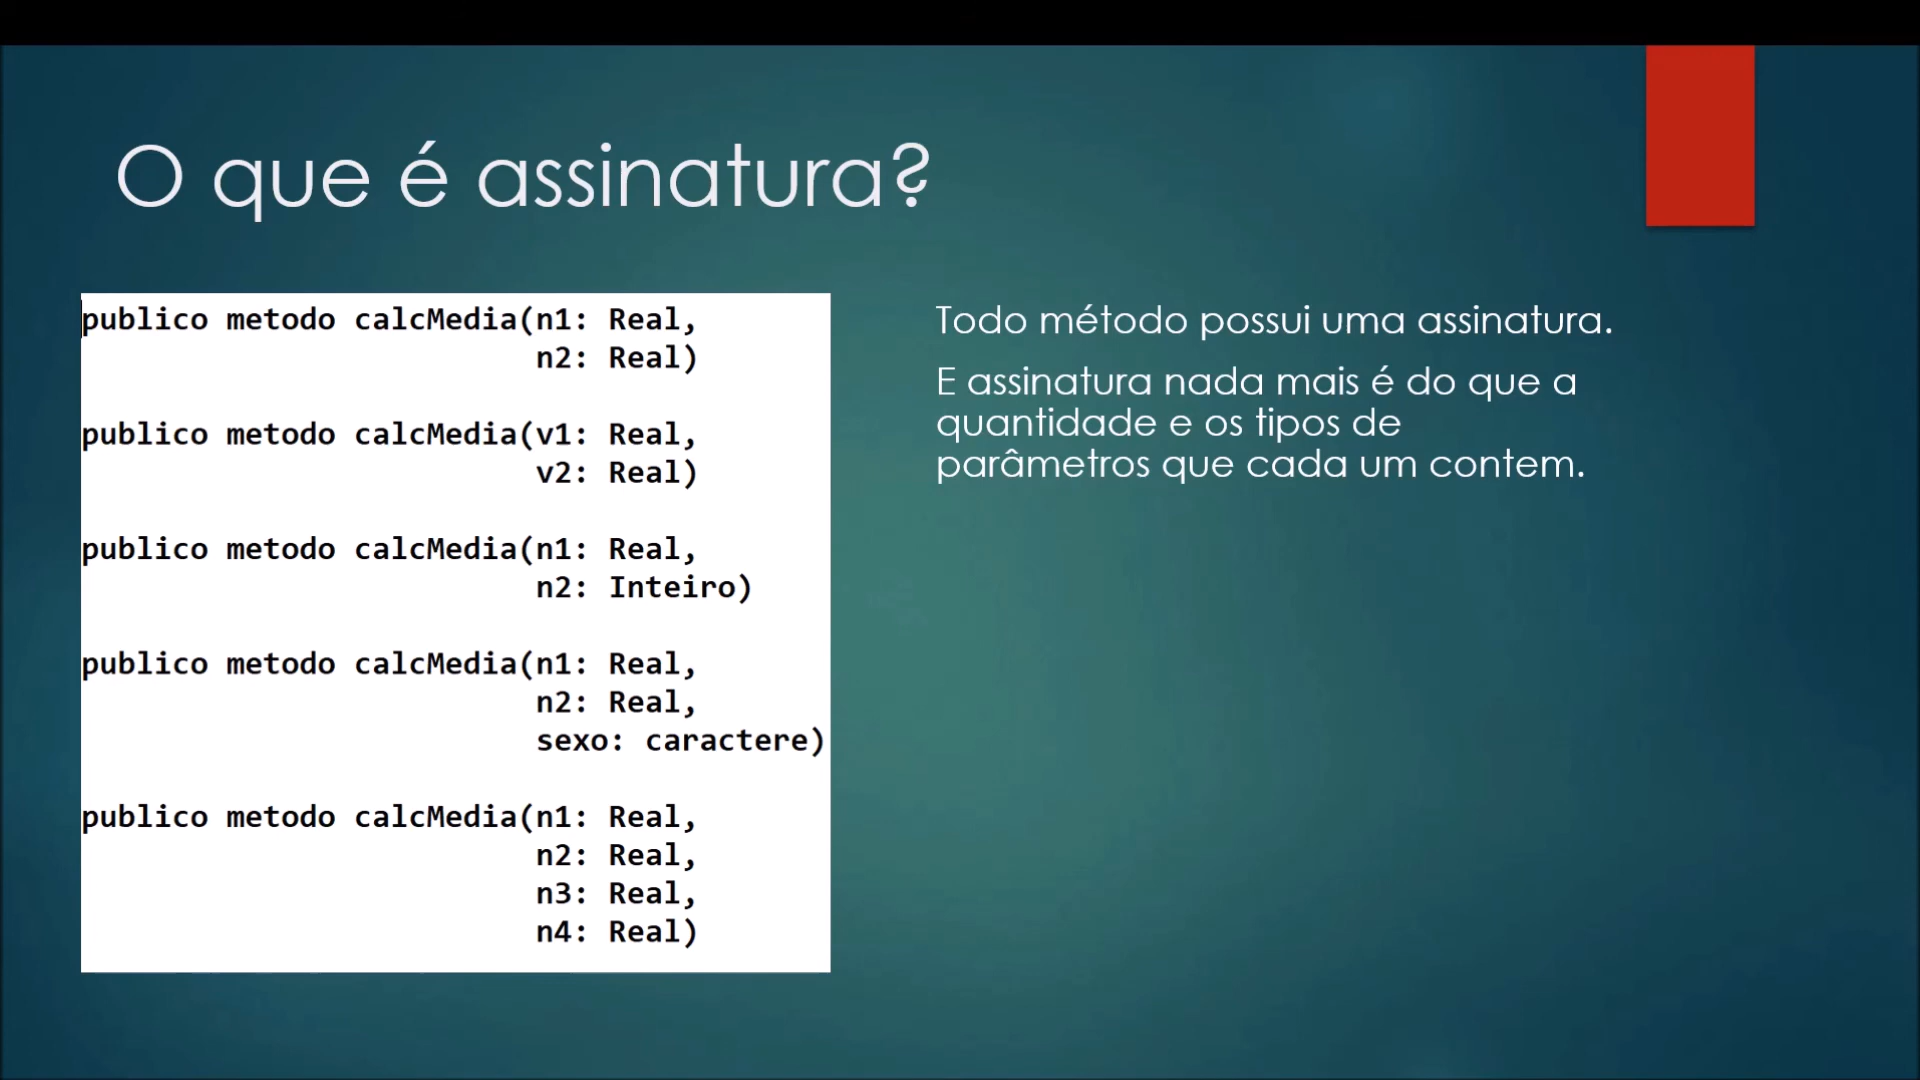 O que é assinatura?
publico metodo calcMedia(n1: Real,
n2: Real)
publico metodo calcMedia(v1: Real,
v2: Real)
publico metodo calcMedia(n1: Real,
n2: Inteiro)
publico metodo calcMedia(n1: Real,
n2: Real,
sexo: caractere)
publico metodo calcMedia(n1: Real,
n2: Real,
n3: Real,
n4: Real)
Todo método possui uma assinatura.
E assinatura nada mais é do que a
quantidade e os tipos de
parâmetros que cada um contem.